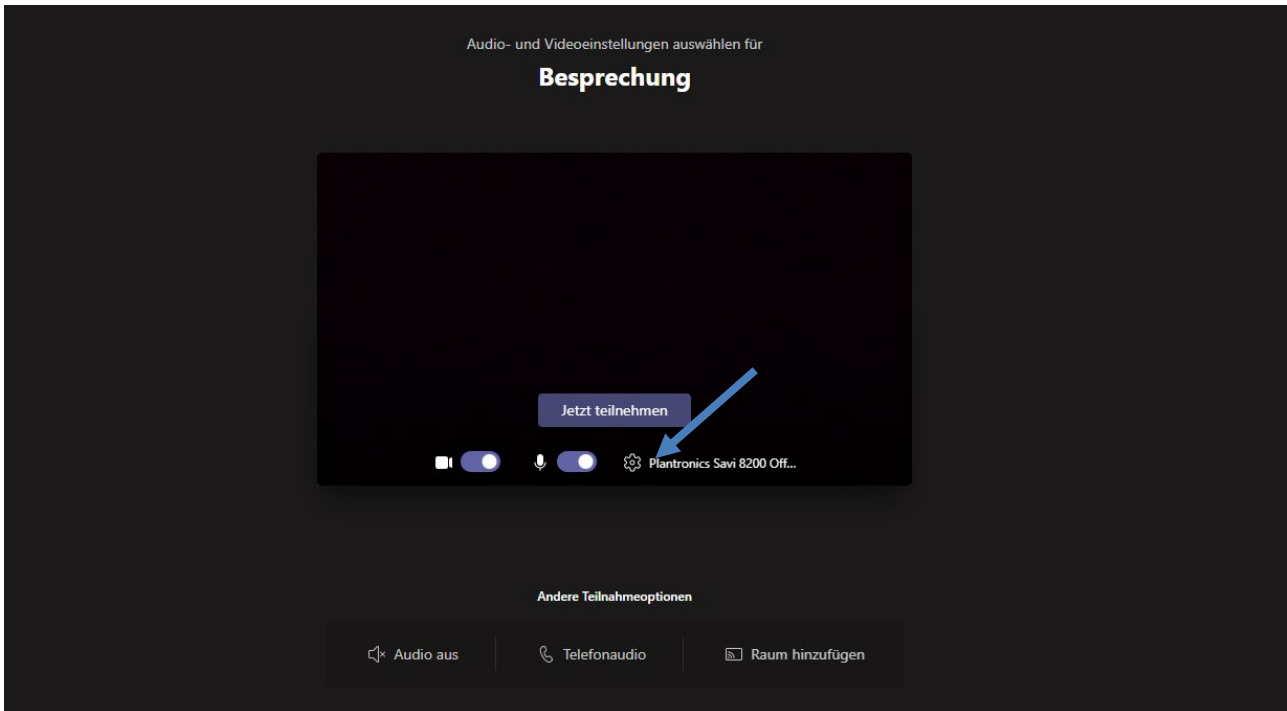 Audio- und Videoeinstellungen auswählen für
Besprechung
Jetzt teilnehmen
Plantronics Savi 8200 Off...
Andere Teilnahmeoptionen
Audio aus
Telefonaudio
Raum hinzufügen